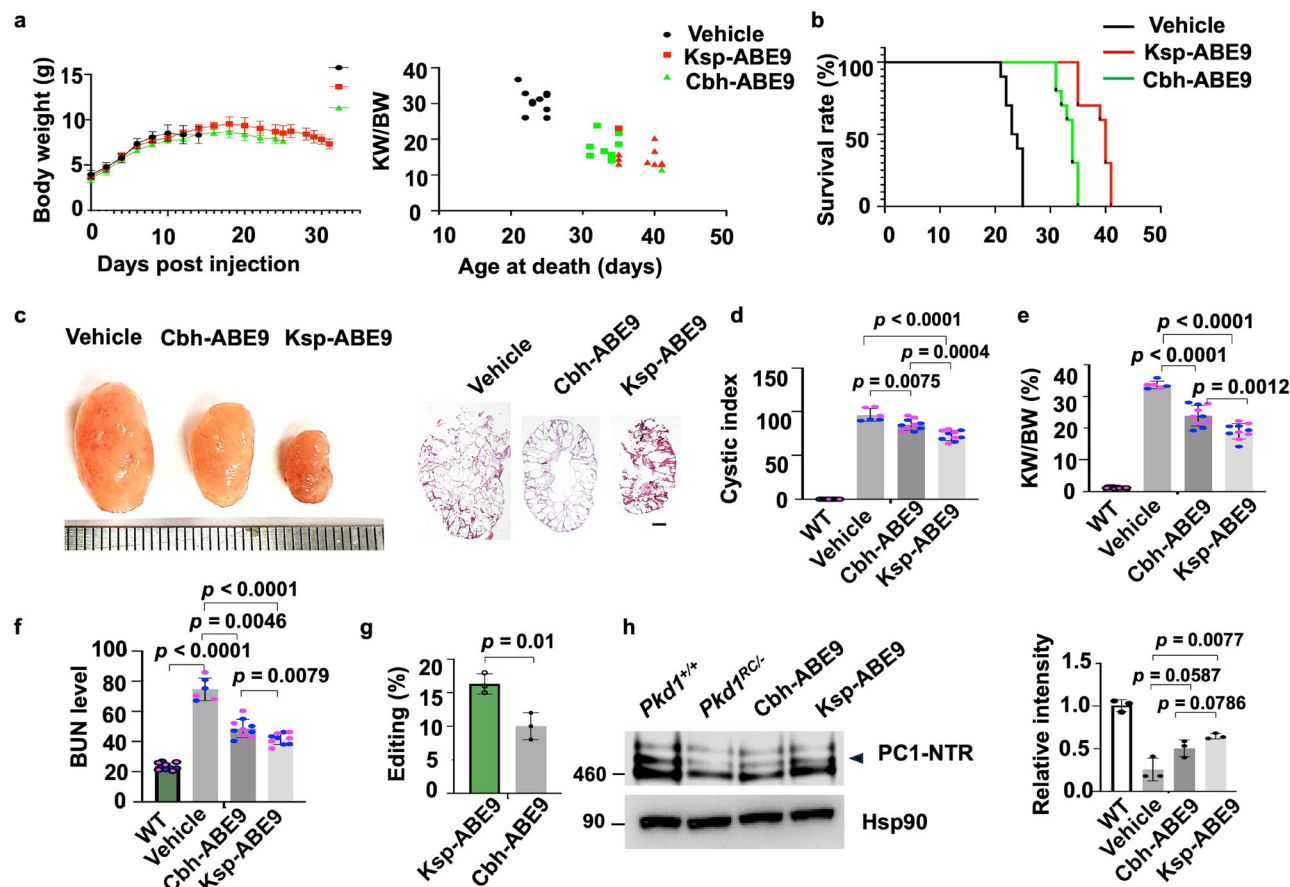 a
Vehicle
Ksp-ABE9
Cbh-ABE9
Body weight (g)
15
10
5
0
0 10 20 30
Days post injection
KW/BW
40
30
20
10
0
10 20 30 40 50
Age at death (days)
b
Vehicle
Ksp-ABE9
Cbh-ABE9
Survival rate (%)
100
50
0
0 10 20 30 40 50
c
Vehicle Cbh-ABE9 Ksp-ABE9
Vehicle
Cbh-ABE9
Ksp-ABE9
d
p < 0.0001
p = 0.0004
p = 0.0075
Cystic index
150
100
50
0
WT
Vehicle
Cbh-ABE9
Ksp-ABE9
e
p < 0.0001
p < 0.0001
p = 0.0012
KW/BW (%)
40
30
20
10
0
WT
Vehicle
Cbh-ABE9
Ksp-ABE9
f
p < 0.0001
p = 0.0046
p < 0.0001
p = 0.0079
BUN level
100
80
60
40
20
0
WT
Vehicle
Cbh-ABE9
Ksp-ABE9
g
p = 0.01
Editing (%)
20
15
10
5
0
Ksp-ABE9
Cbh-ABE9
h
Pkd1+/+
Pkd1RC/-
Cbh-ABE9
Ksp-ABE9
460
PC1-NTR
90
Hsp90
p = 0.0077
p = 0.0587
p = 0.0786
Relative intensity
1.0
0.5
0.0
WT
Vehicle
Cbh-ABE9
Ksp-ABE9